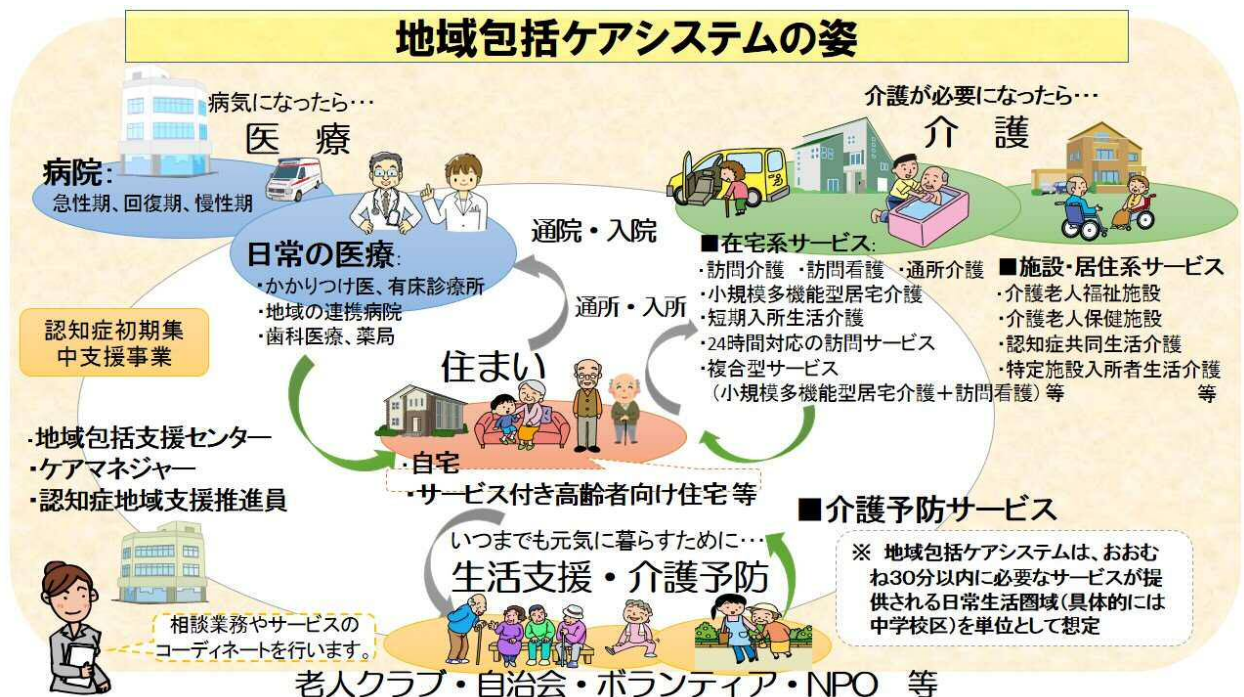 地域包括ケアシステムの姿
病気になったら…
医 療
病院:
急性期、回復期、慢性期
日常の医療:
・かかりつけ医、有床診療所
・地域の連携病院
・歯科医療、薬局
通院・入院
通所・入所
介護が必要になったら…
介 護
■在宅系サービス:
・訪問介護 ・訪問看護 ・通所介護
・小規模多機能型居宅介護
・短期入所生活介護
・24時間対応の訪問サービス
・複合型サービス
(小規模多機能型居宅介護+訪問看護)等
■施設・居住系サービス
・介護老人福祉施設
・介護老人保健施設
・認知症共同生活介護
・特定施設入所者生活介護
等
認知症初期集
中支援事業
住まい
・自宅
・サービス付き高齢者向け住宅等
・地域包括支援センター
・ケアマネジャー
・認知症地域支援推進員
相談業務やサービスの
コーディネートを行います。
いつまでも元気に暮らすために…
生活支援・介護予防
■介護予防サービス
※ 地域包括ケアシステムは、おおむ
ね30分以内に必要なサービスが提
供される日常生活圏域(具体的には
中学校区)を単位として想定
老人クラブ・自治会・ボランティア・NPO 等